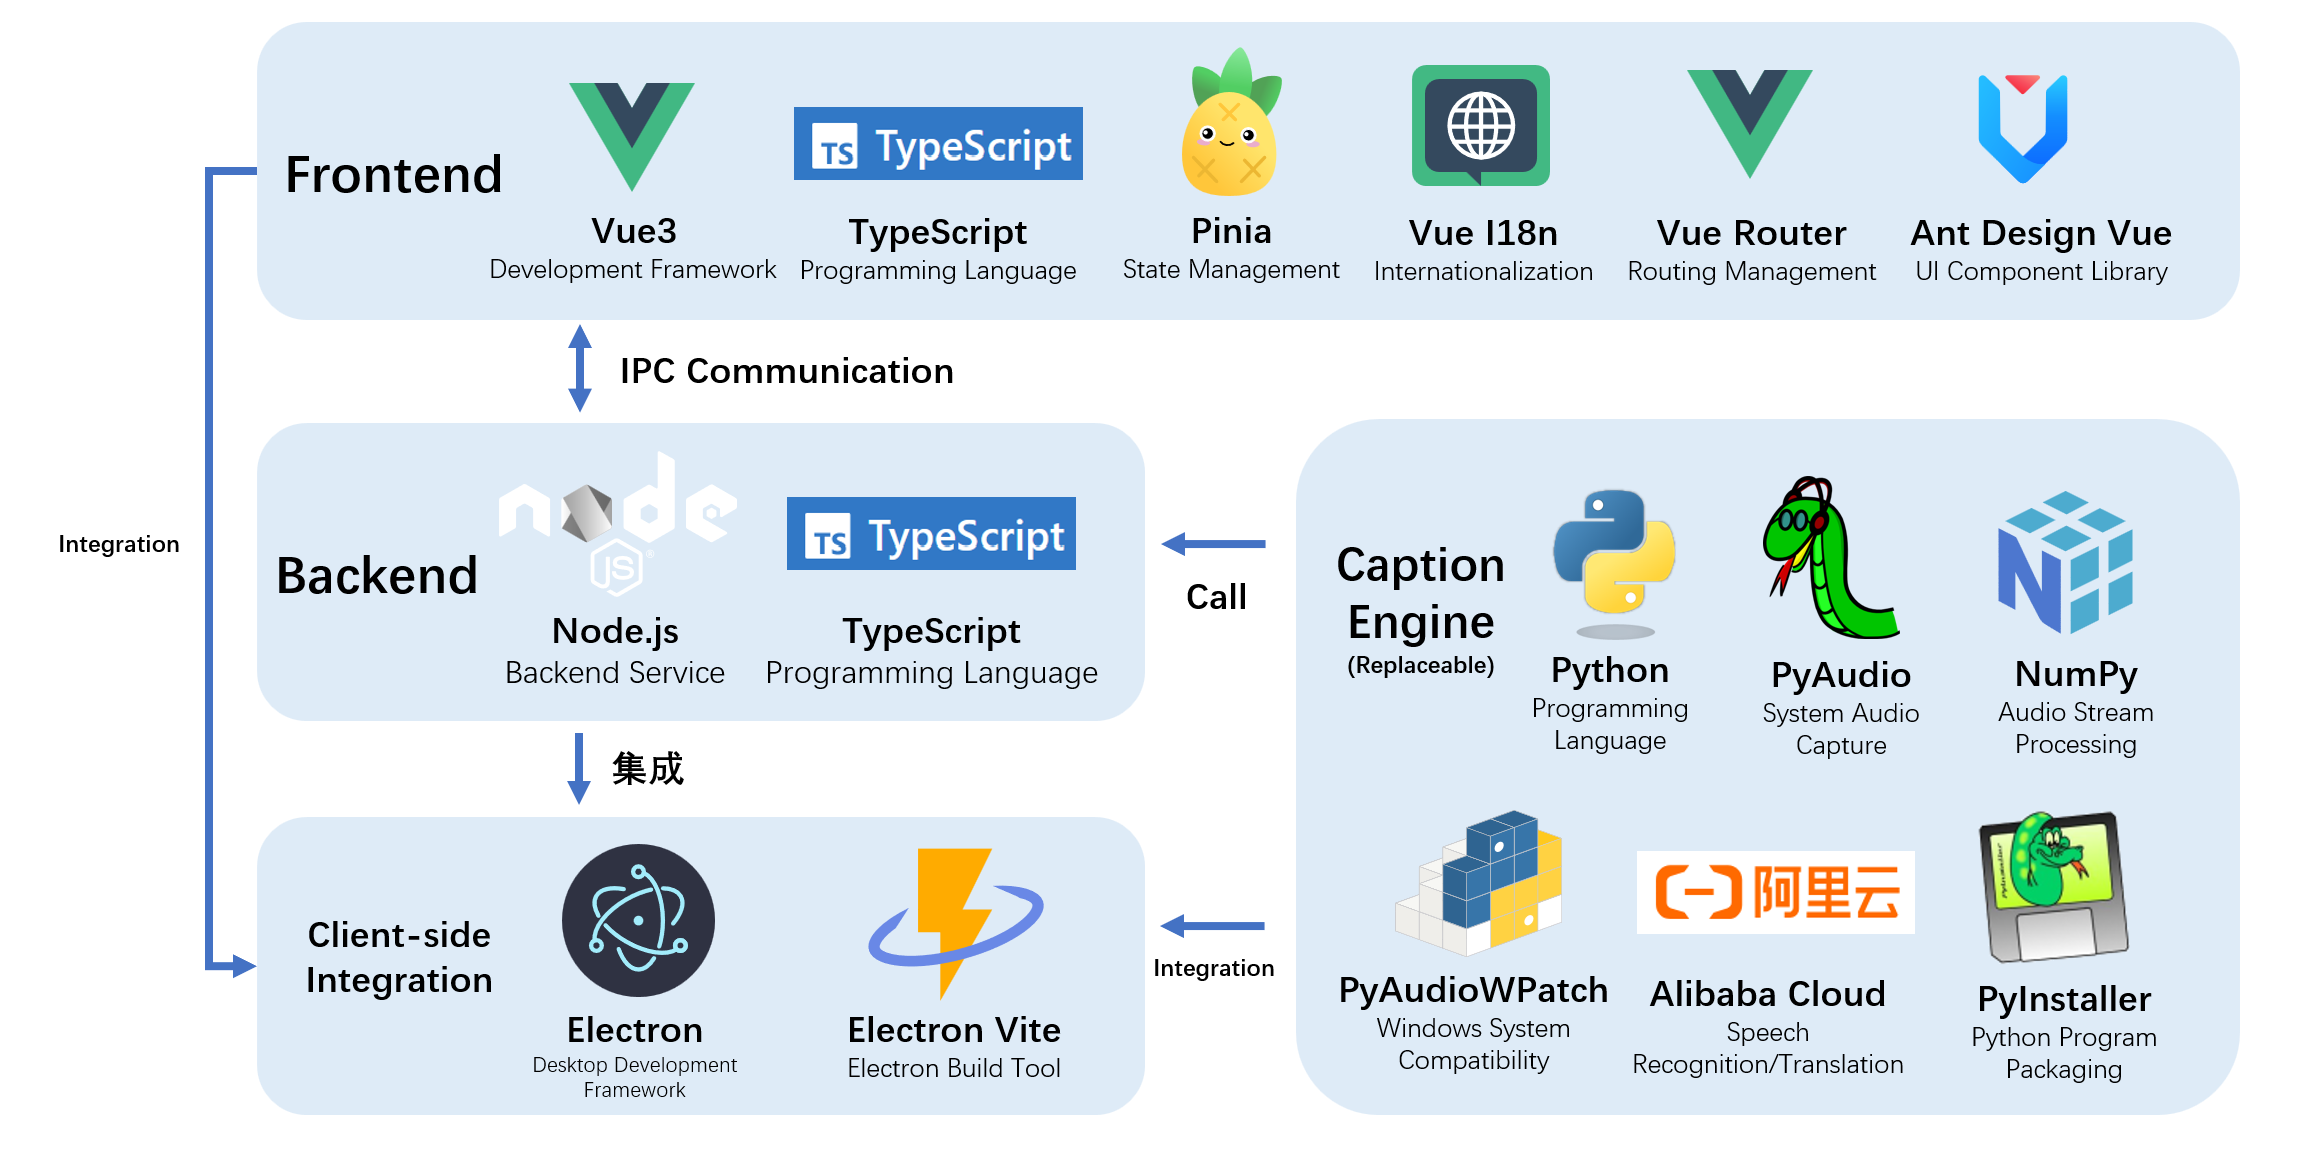 Frontend
TS TypeScript
Vue3
Development Framework
TypeScript
Programming Language
Pinia
State Management
Vue I18n
Internationalization
Vue Router
Routing Management
Ant Design Vue
UI Component Library
IPC Communication
Integration
Backend
node
JS
®
TS TypeScript
Node.js
Backend Service
TypeScript
Programming Language
Call
Caption
Engine
(Replaceable)
Python
Programming
Language
PyAudio
System Audio
Capture
N
NumPy
Audio Stream
Processing
集成
Client-side
Integration
Electron
Desktop Development
Framework
Electron Vite
Electron Build Tool
Integration
PyAudioWPatch
Windows System
Compatibility
阿里云
Alibaba Cloud
Speech
Recognition/Translation
PyInstaller
PyInstaller
Python Program
Packaging